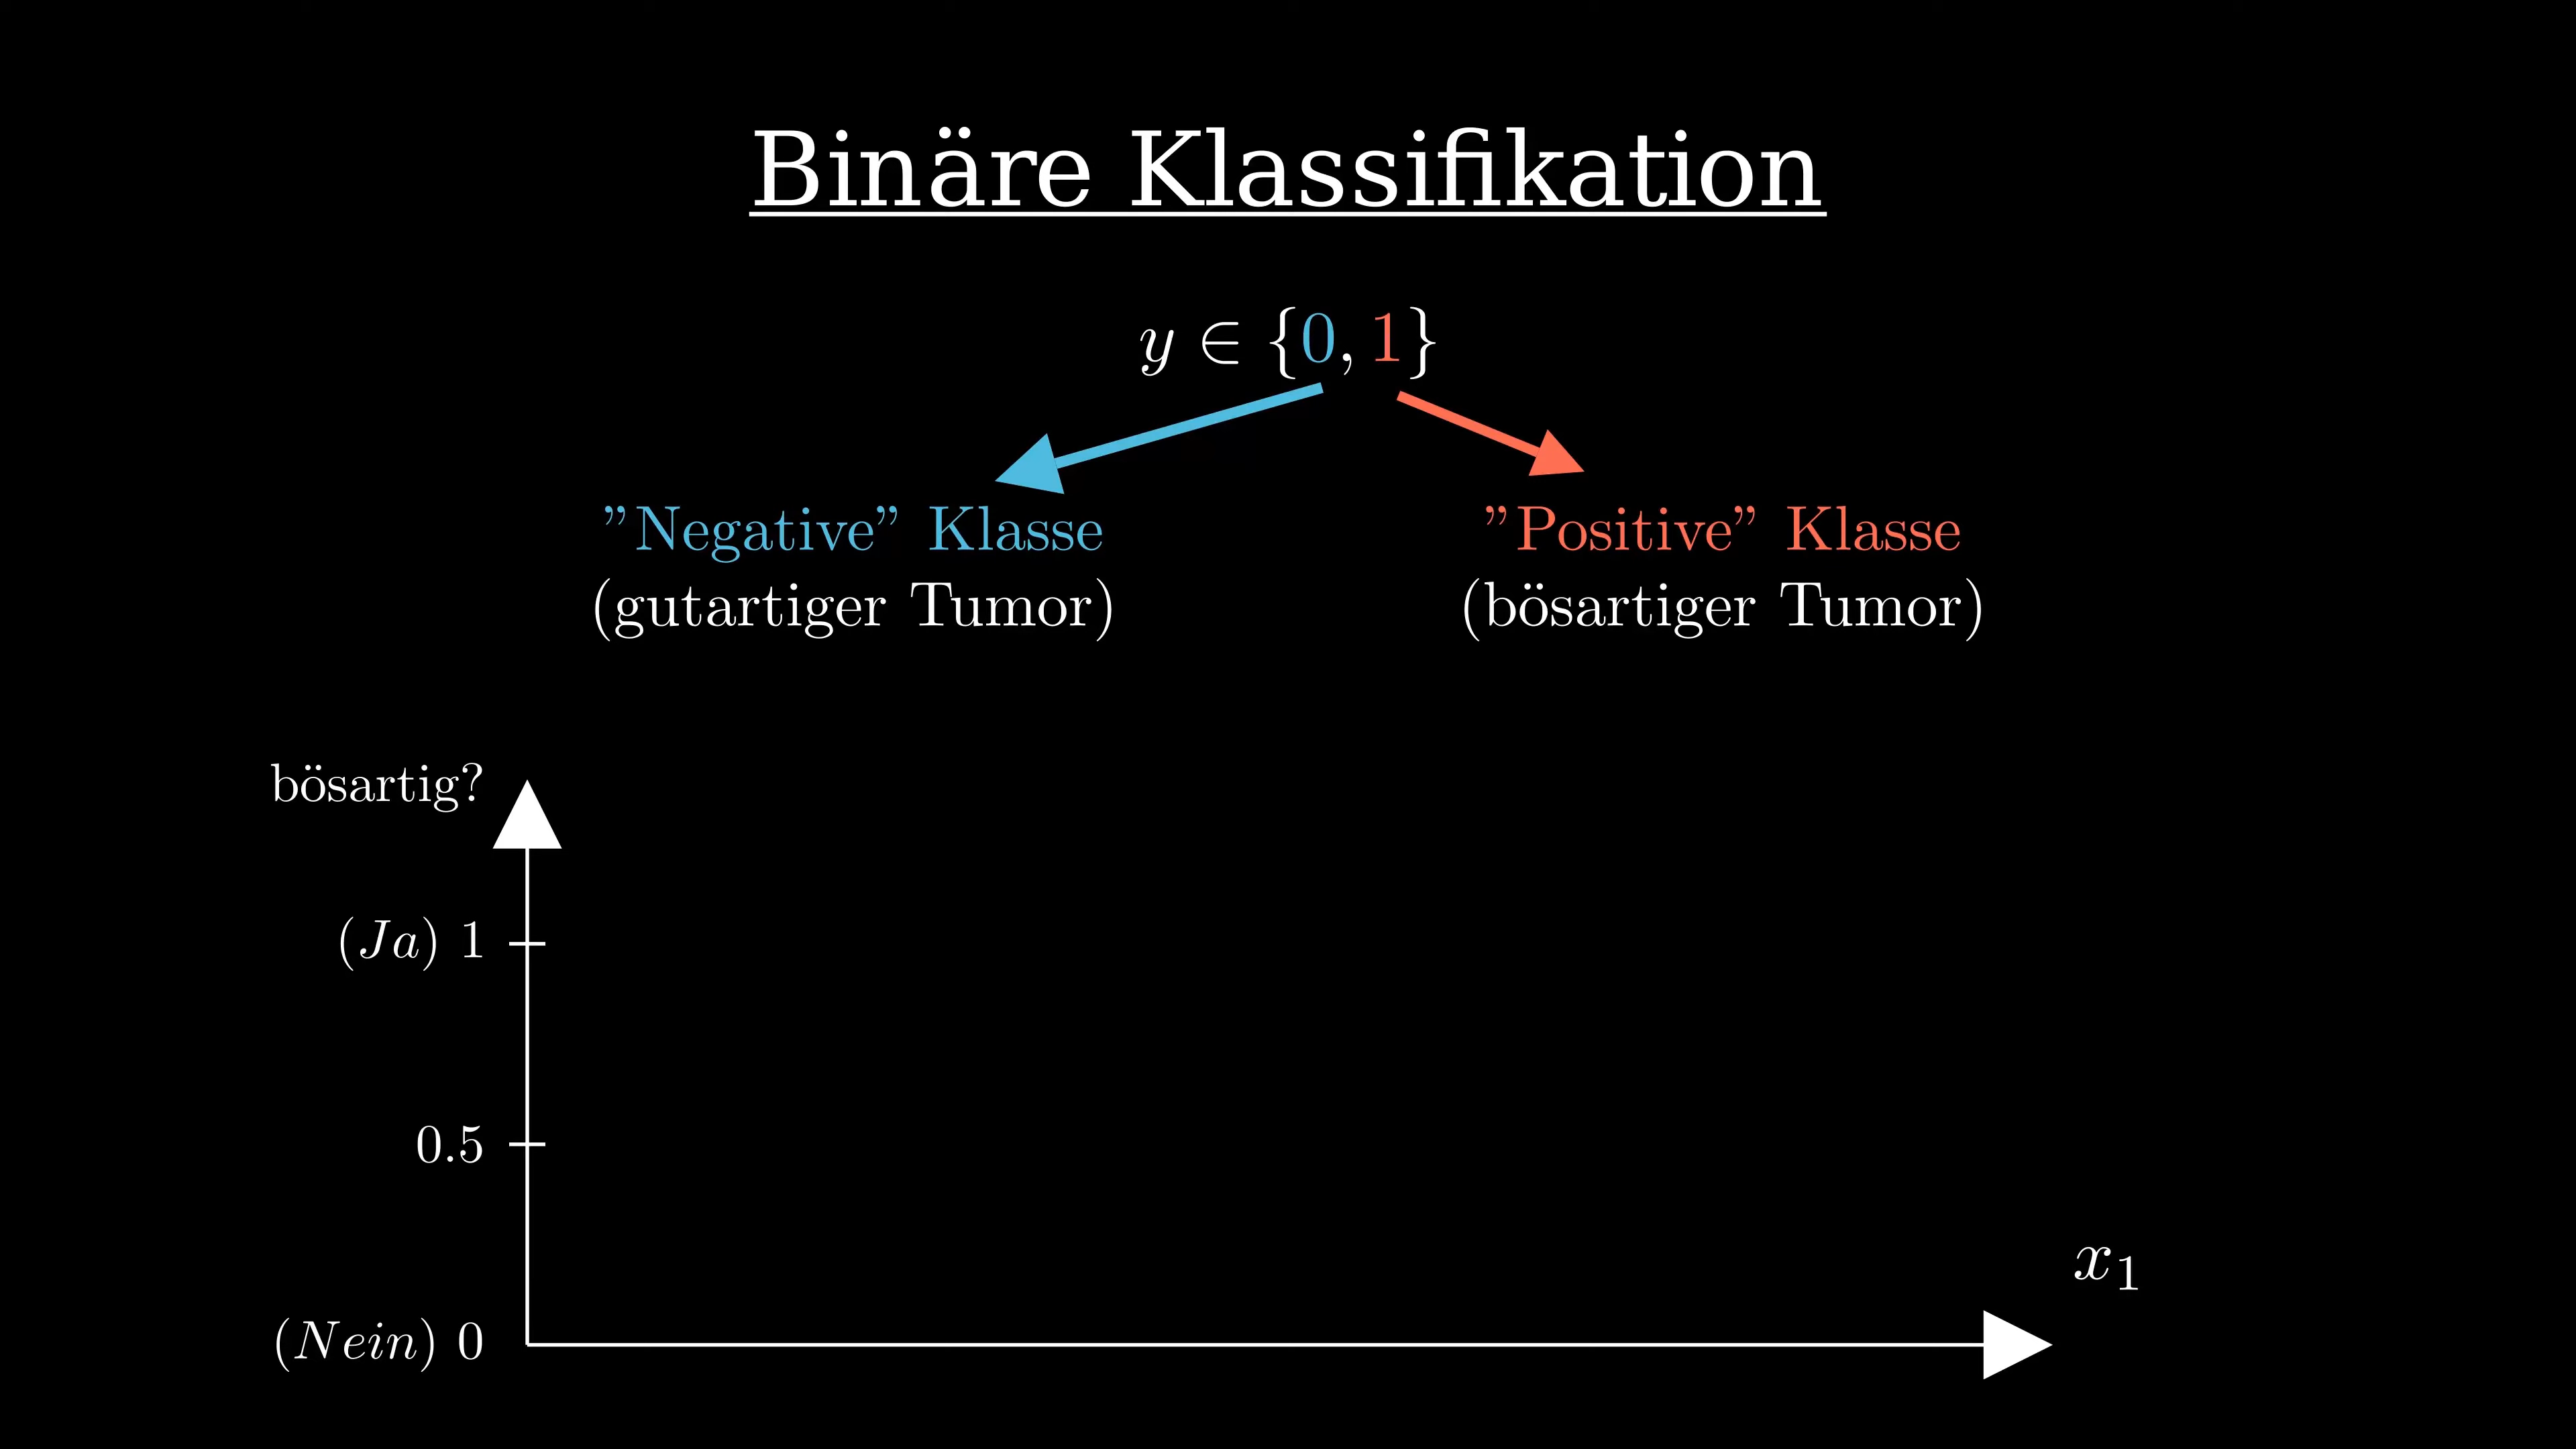 Binäre Klassifikation
y ∈ {0, 1}
”Negative” Klasse
(gutartiger Tumor)
”Positive” Klasse
(bösartiger Tumor)
bösartig?
(Ja) 1
0.5
(Nein) 0
x₁